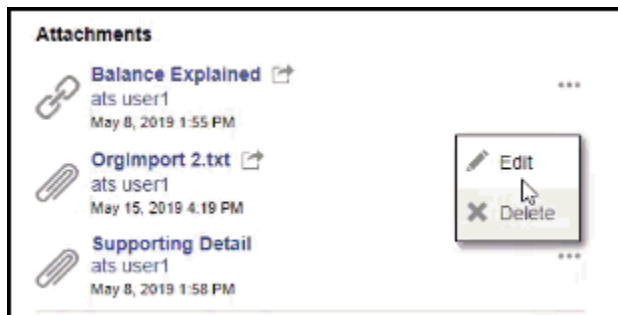 Attachments
Balance Explained
ats user1
May 8, 2019 1:55 PM
OrgImport 2.txt
ats user1
May 15, 2019 4:19 PM
Edit
Delete
Supporting Detail
ats user1
May 8, 2019 1:58 PM